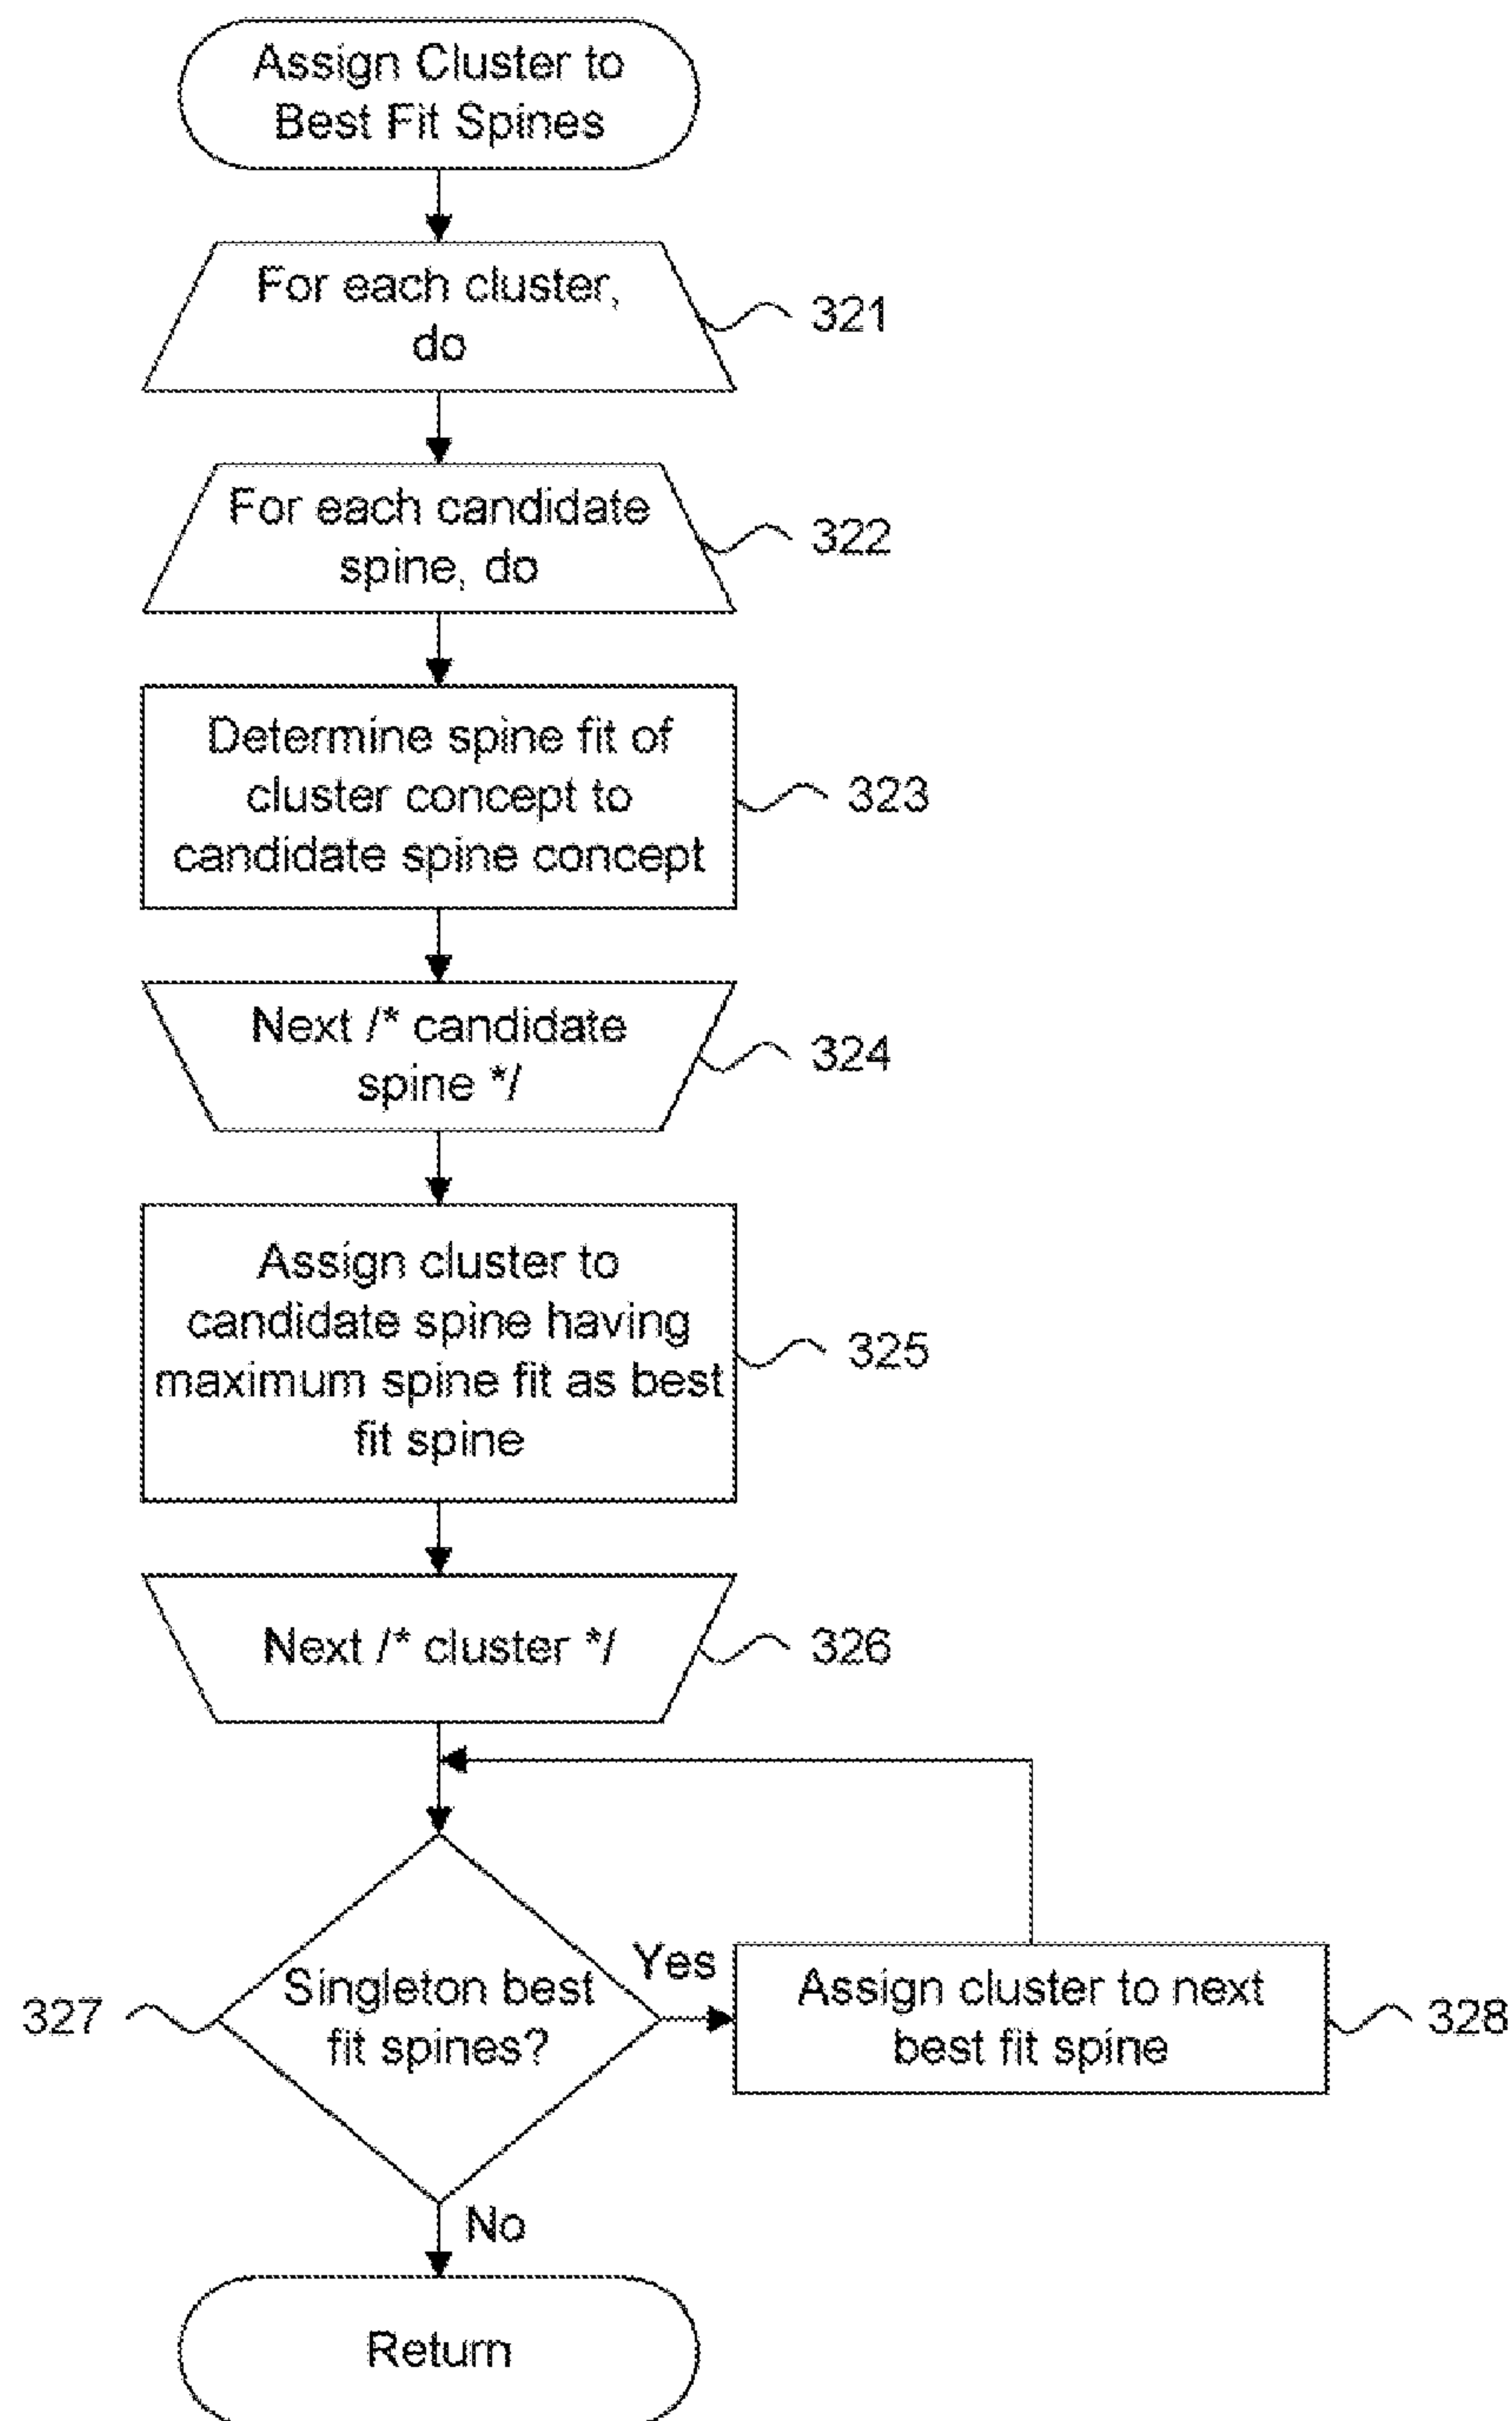 Assign Cluster to
Best Fit Spines
For each cluster,
do
321
For each candidate
spine, do
322
Determine spine fit of
cluster concept to
candidate spine concept
323
Next /* candidate
spine */
324
Assign cluster to
candidate spine having
maximum spine fit as best
fit spine
325
Next /* cluster */
326
Singleton best
fit spines?
327
Yes
Assign cluster to next
best fit spine
328
No
Return